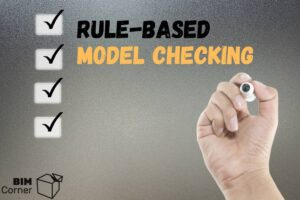 RULE-BASED
MODEL CHECKING
BIM
Corner